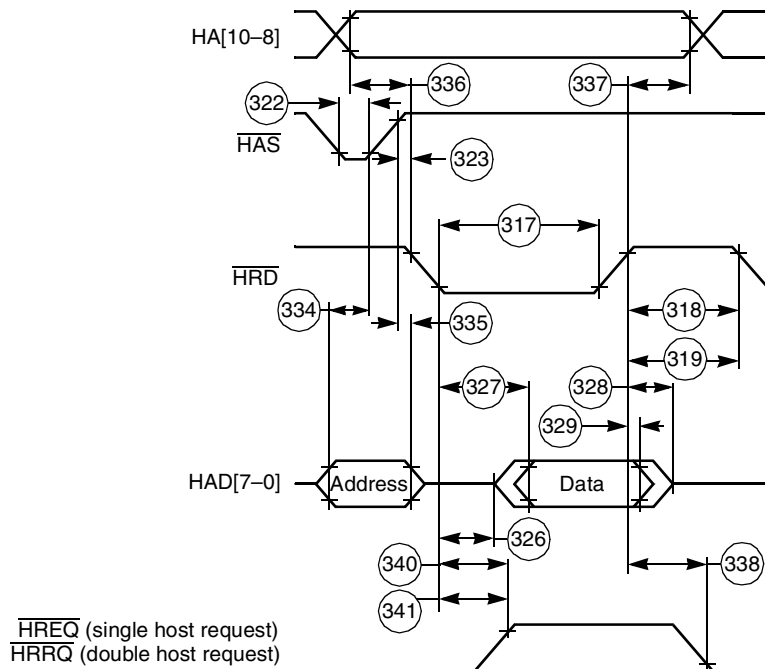 HA[10–8]
336
337
322
HAS
323
317
HRD
334
318
335
319
327
328
329
HAD[7–0]
Address
Data
326
340
338
341
HREQ (single host request)
HRRQ (double host request)